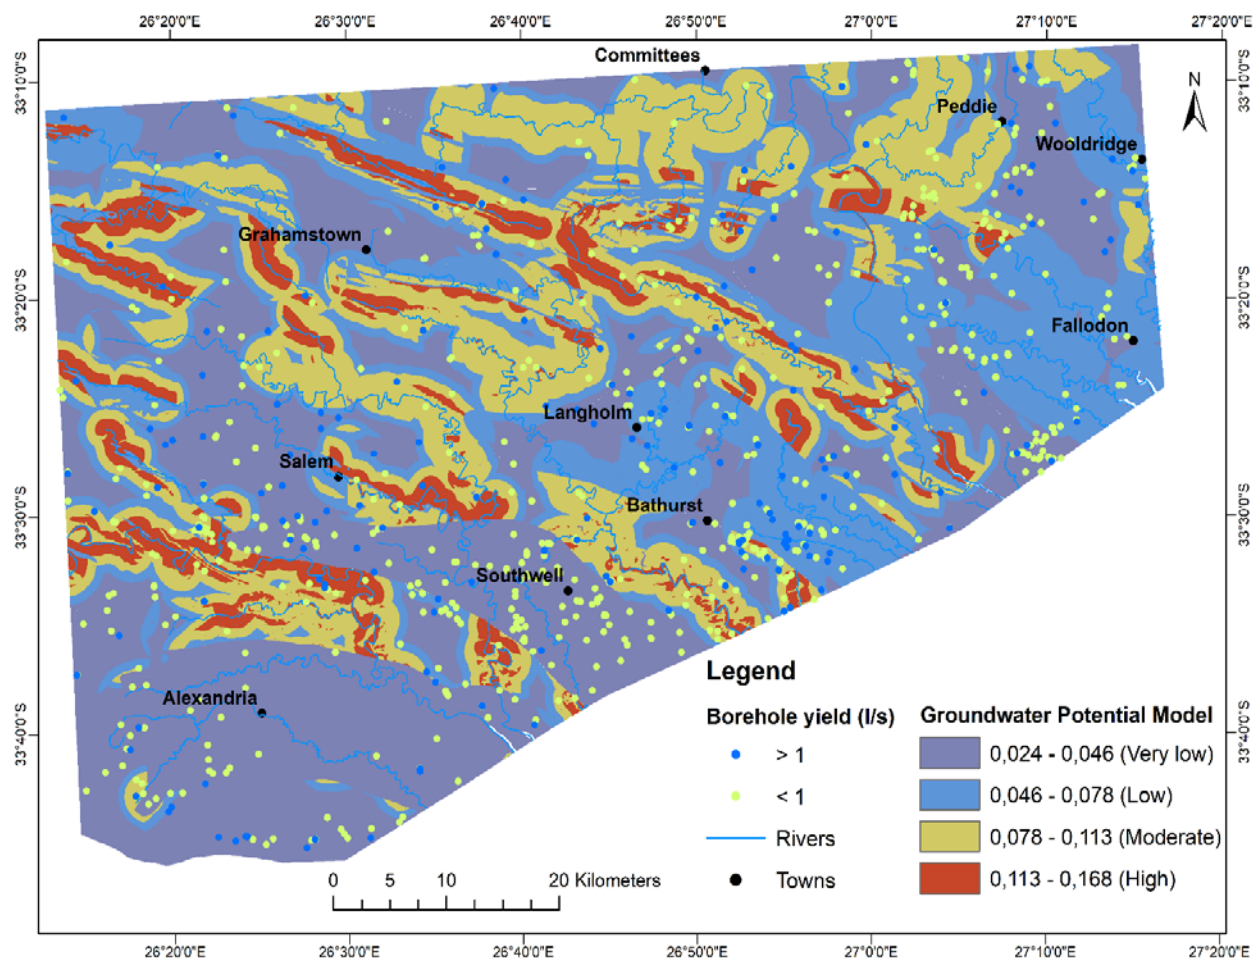 26°20'0"E 26°30'0"E 26°40'0"E 26°50'0"E 27°0'0"E 27°10'0"E 27°20'0"E
Committees
33°10'0"S
33°10'0"S
N
Peddie
Wooldridge
Grahamstown
33°20'0"S
33°20'0"S
Fallodon
Langholm
Salem
Bathurst
33°30'0"S
33°30'0"S
Southwell
Alexandria
33°40'0"S
33°40'0"S
Legend
Borehole yield (l/s)
> 1
< 1
Rivers
Towns
Groundwater Potential Model
0,024 - 0,046 (Very low)
0,046 - 0,078 (Low)
0,078 - 0,113 (Moderate)
0,113 - 0,168 (High)
0 5 10 20 Kilometers
26°20'0"E 26°30'0"E 26°40'0"E 26°50'0"E 27°0'0"E 27°10'0"E 27°20'0"E